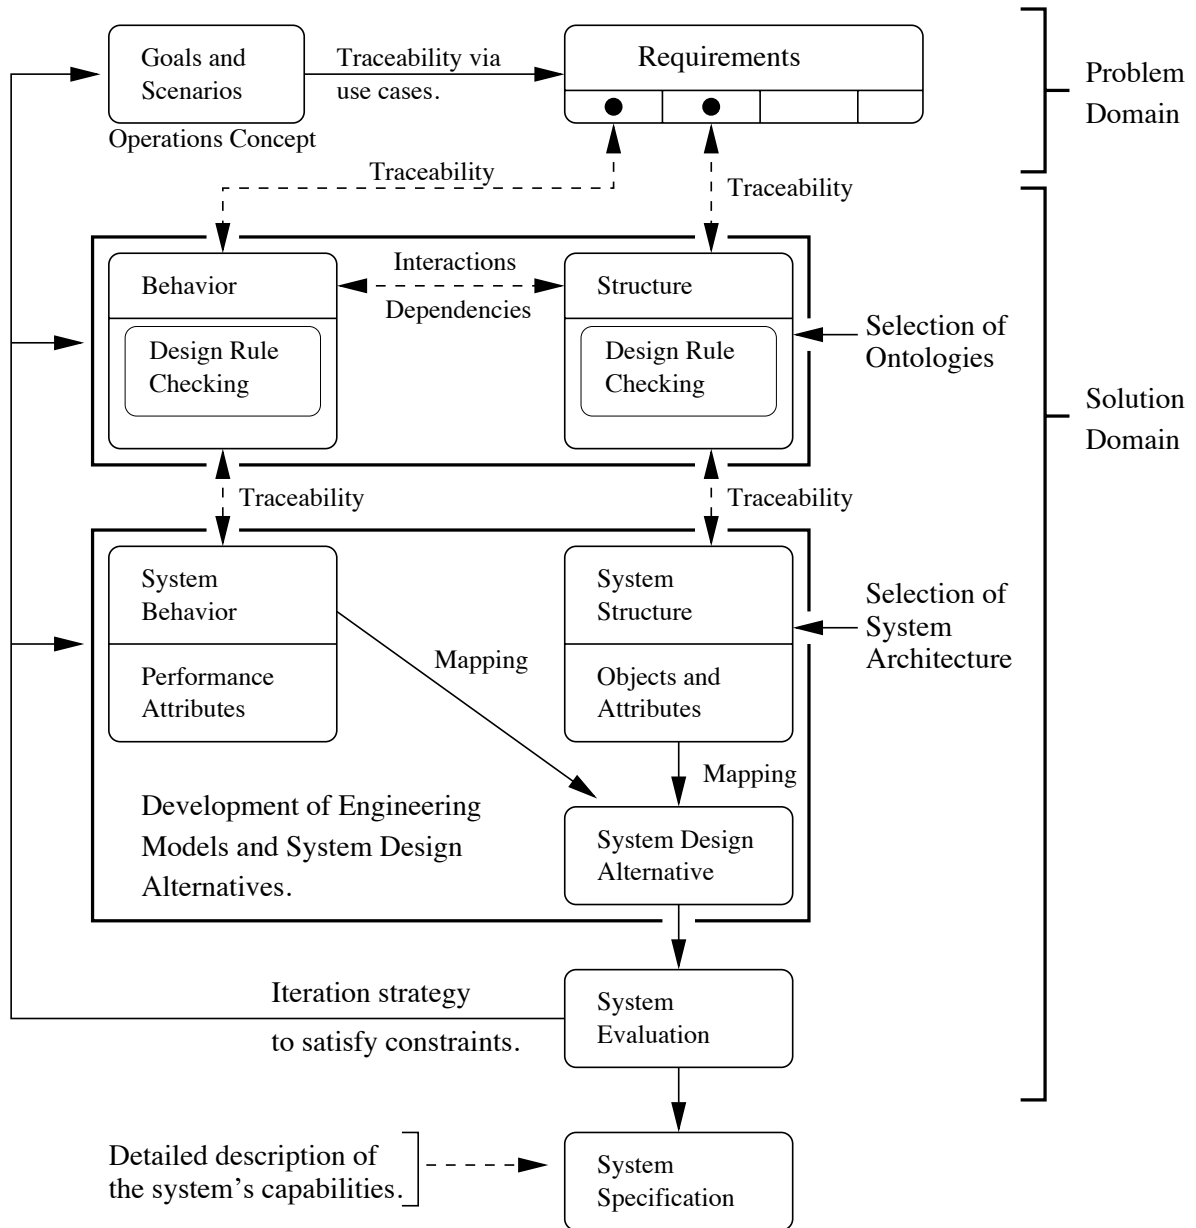 Goals and
Scenarios
Operations Concept
Traceability via
use cases.
Requirements
Problem
Domain
Traceability
Traceability
Behavior
Design Rule
Checking
Interactions
Dependencies
Structure
Design Rule
Checking
Selection of
Ontologies
Solution
Domain
Traceability
Traceability
System
Behavior
Performance
Attributes
Mapping
System
Structure
Objects and
Attributes
Selection of
System
Architecture
Mapping
Development of Engineering
Models and System Design
Alternatives.
System Design
Alternative
Iteration strategy
to satisfy constraints.
System
Evaluation
Detailed description of
the system's capabilities.
System
Specification